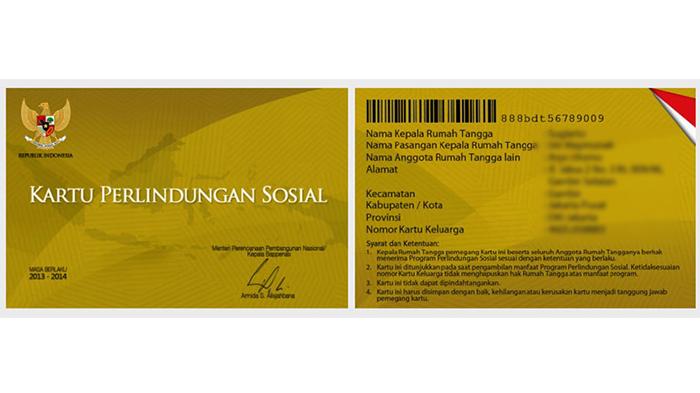 REPUBLIK INDONESIA
KARTU PERLINDUNGAN SOSIAL
Menteri Perencanaan Pembangunan Nasional/
Kepala Bappenas
MASA BERLAKU
2013 - 2014
Armida S. Alisjahbana
888bdt56789009
Nama Kepala Rumah Tangga :
Nama Pasangan Kepala Rumah Tangga :
Nama Anggota Rumah Tangga lain :
Alamat :
Kecamatan :
Kabupaten / Kota :
Provinsi :
Nomor Kartu Keluarga :
Syarat dan Ketentuan:
1. Kepala Rumah Tangga pemegang Kartu ini beserta seluruh Anggota Rumah Tangganya berhak
menerima Program Perlindungan Sosial sesuai dengan ketentuan yang berlaku.
2. Kartu ini ditunjukkan pada saat pengambilan manfaat Program Perlindungan Sosial. Ketidaksesuaian
nomor Kartu Keluarga tidak menghapuskan hak Rumah Tangga atas manfaat program.
3. Kartu ini tidak dapat dipindahtangankan.
4. Kartu ini harus disimpan dengan baik, kehilangan atau kerusakan kartu menjadi tanggung jawab
pemegang kartu.